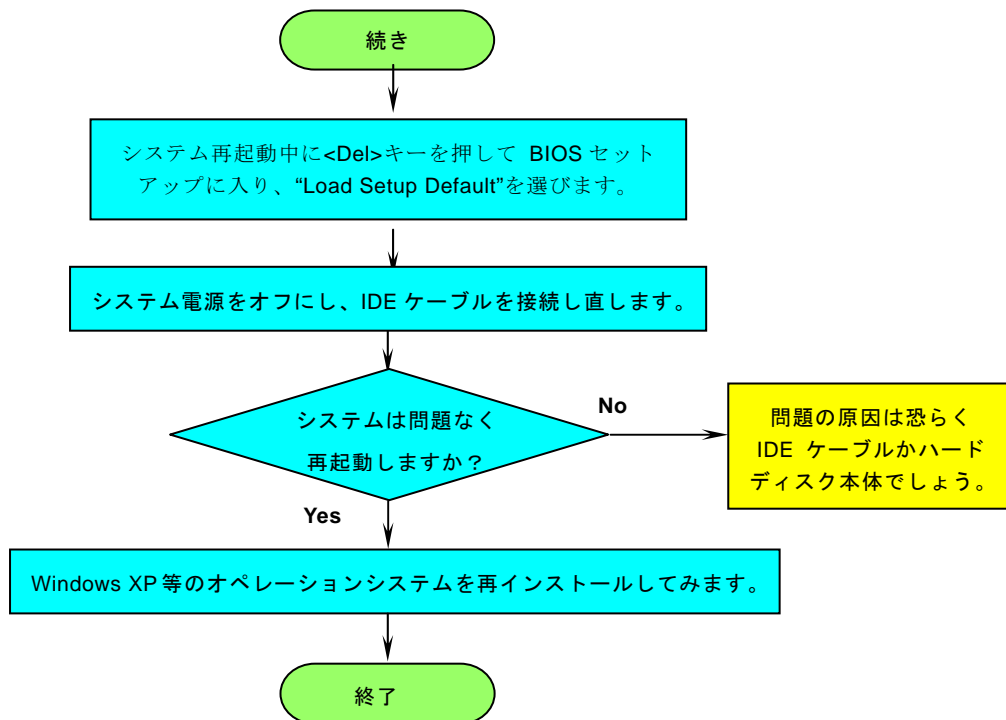 続き
システム再起動中に<Del>キーを押して BIOS セット
アップに入り、“Load Setup Default”を選びます。
システム電源をオフにし、IDE ケーブルを接続し直します。
システムは問題なく
再起動しますか？
No
問題の原因は恐らく
IDE ケーブルかハード
ディスク本体でしょう。
Yes
Windows XP 等のオペレーションシステムを再インストールしてみます。
終了